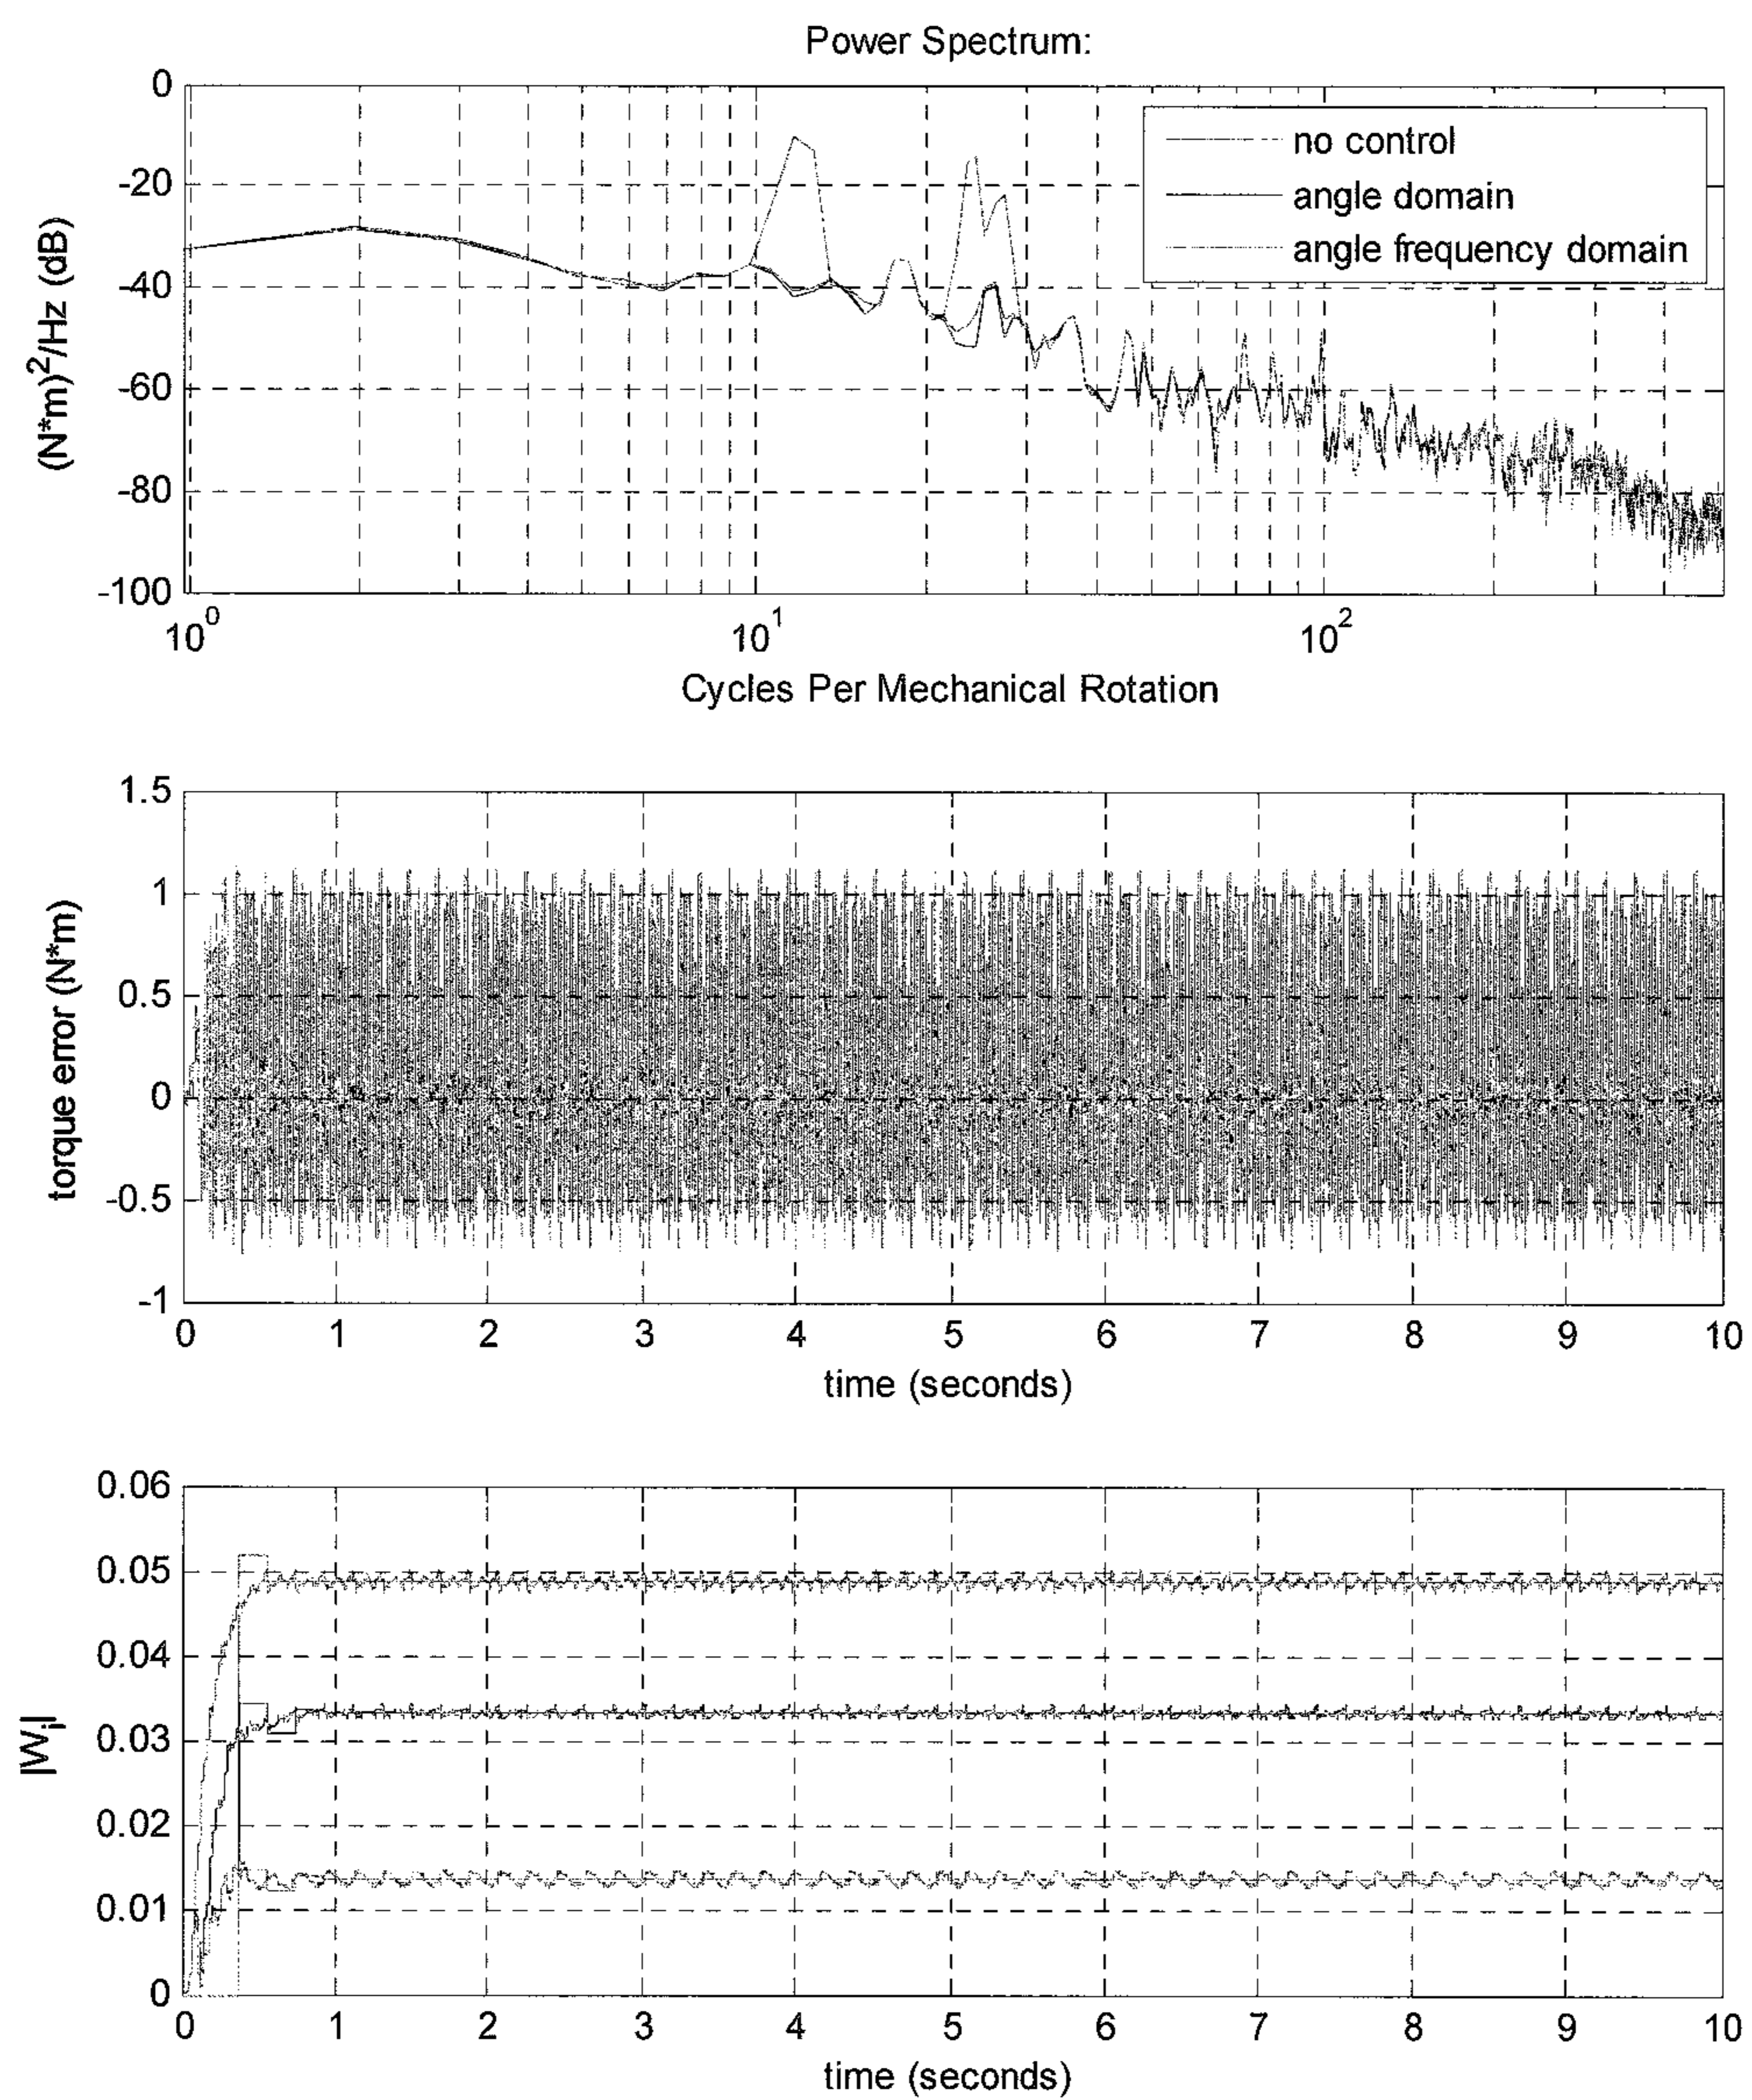 Power Spectrum:
0
-20
-40
-60
-80
-100
(N*m)²/Hz (dB)
no control
angle domain
angle frequency domain
10⁰ 10¹ 10²
Cycles Per Mechanical Rotation
1.5
1
0.5
0
-0.5
-1
torque error (N*m)
0 1 2 3 4 5 6 7 8 9 10
time (seconds)
0.06
0.05
0.04
0.03
0.02
0.01
0
|Wⱼ|
0 1 2 3 4 5 6 7 8 9 10
time (seconds)